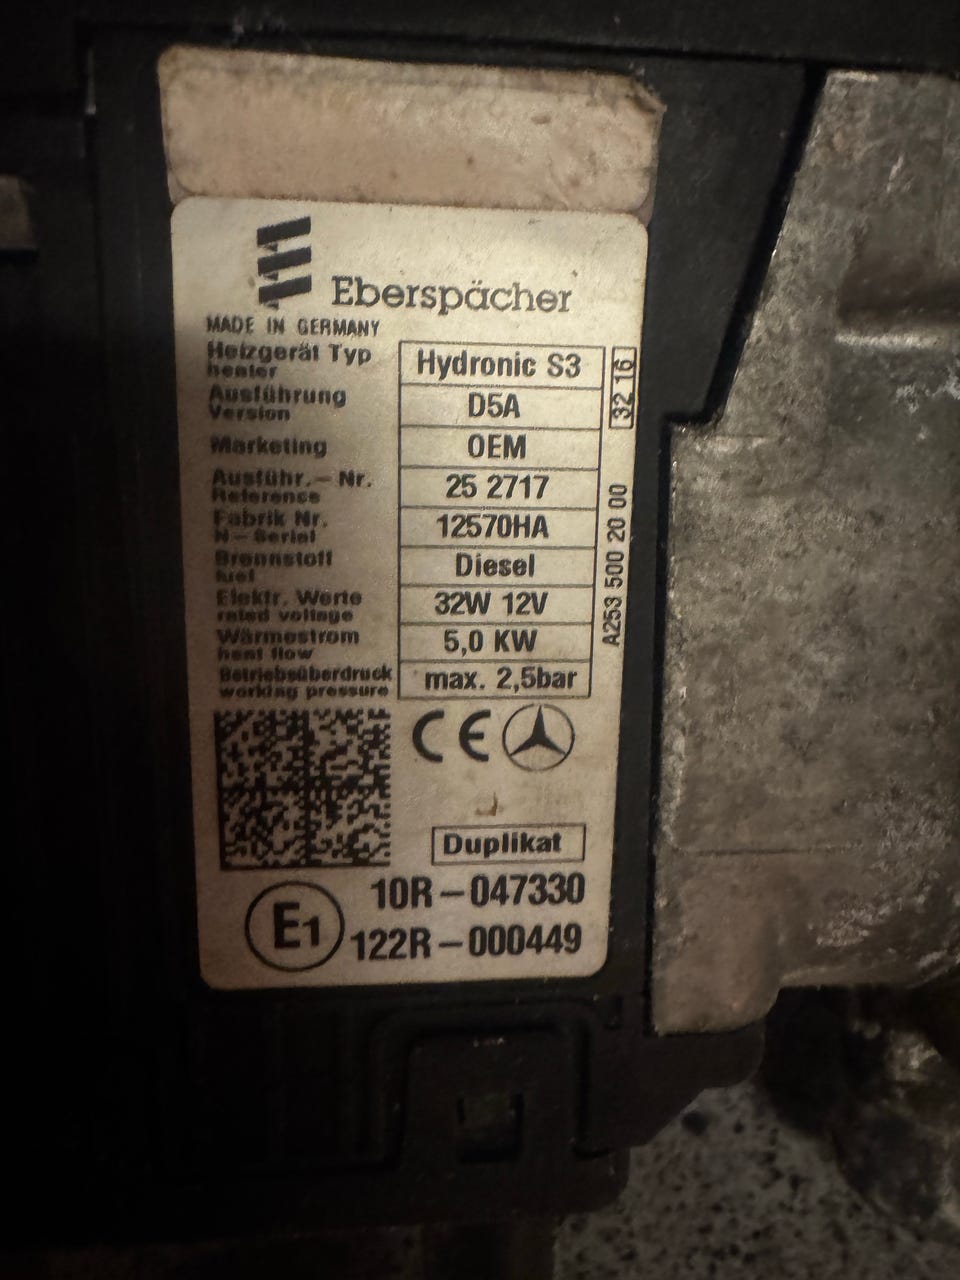 Eberspächer
MADE IN GERMANY
Heizgerät Typ Hydronic S3
heater
Ausführung D5A
Version
Marketing OEM
Ausführ.-Nr. 25 2717
Reference
Fabrik Nr. 12570HA
N-Seriel
Brennstoff Diesel
fuel
Elektr. Werte 32W 12V
rated voltage
Wärmestrom 5,0 KW
heat flow
Betriebsüberdruck max. 2,5bar
working pressure
32 16
A253 500 20 00
CE
Duplikat
E1
10R-047330
122R-000449